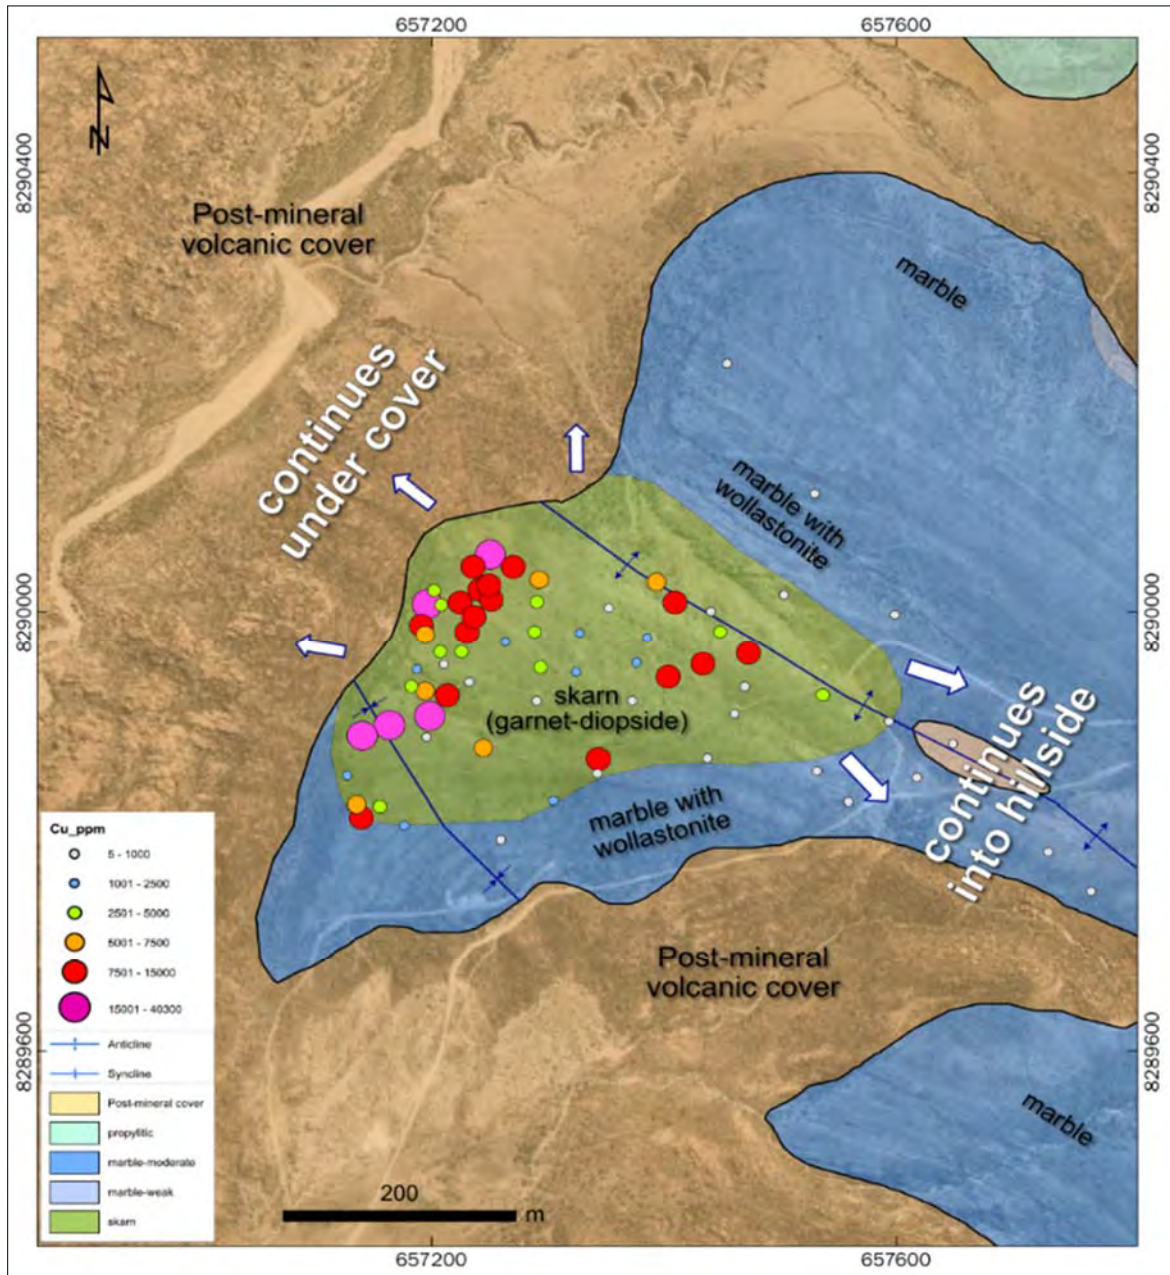 657200
657600
N
8290400
8290400
Post-mineral
volcanic cover
marble
continues
under cover
marble with
wollastonite
8290000
8290000
skarn
(garnet-diopside)
continues
into hillside
marble with
wollastonite
Cu_ppm
5 - 1000
1001 - 2500
2501 - 5000
5001 - 7500
7501 - 15000
15001 - 40300
Anticline
Syncline
Post-mineral cover
propylitic
marble-moderate
marble-weak
skarn
Post-mineral
volcanic cover
8289600
8289600
marble
200
m
657200
657600